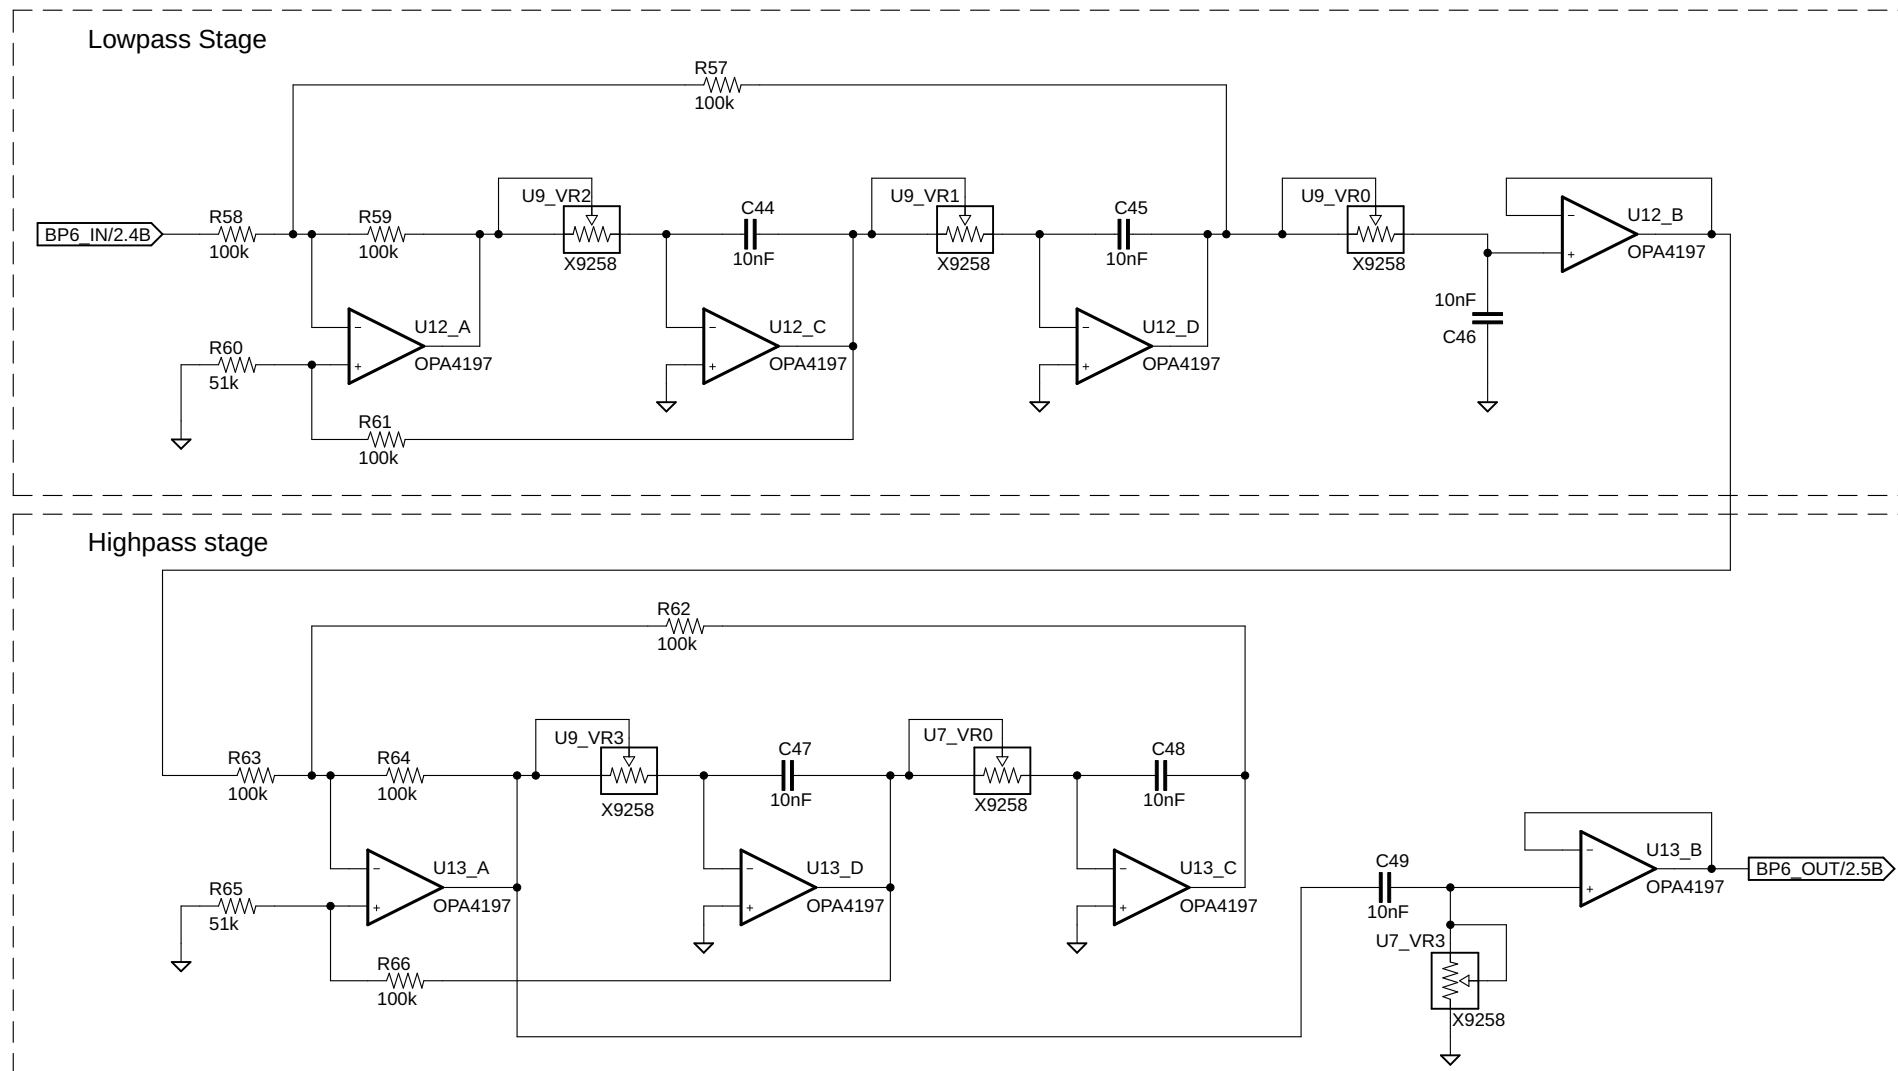 Lowpass Stage
R57
100k
BP6_IN/2.4B
R58
100k
R59
100k
U9_VR2
X9258
C44
10nF
U9_VR1
X9258
C45
10nF
U9_VR0
X9258
U12_B
OPA4197
R60
51k
U12_A
OPA4197
U12_C
OPA4197
U12_D
OPA4197
10nF
C46
R61
100k
Highpass stage
R62
100k
R63
100k
R64
100k
U9_VR3
X9258
C47
10nF
U7_VR0
X9258
C48
10nF
R65
51k
U13_A
OPA4197
U13_D
OPA4197
U13_C
OPA4197
C49
10nF
U13_B
OPA4197
BP6_OUT/2.5B
R66
100k
U7_VR3
X9258